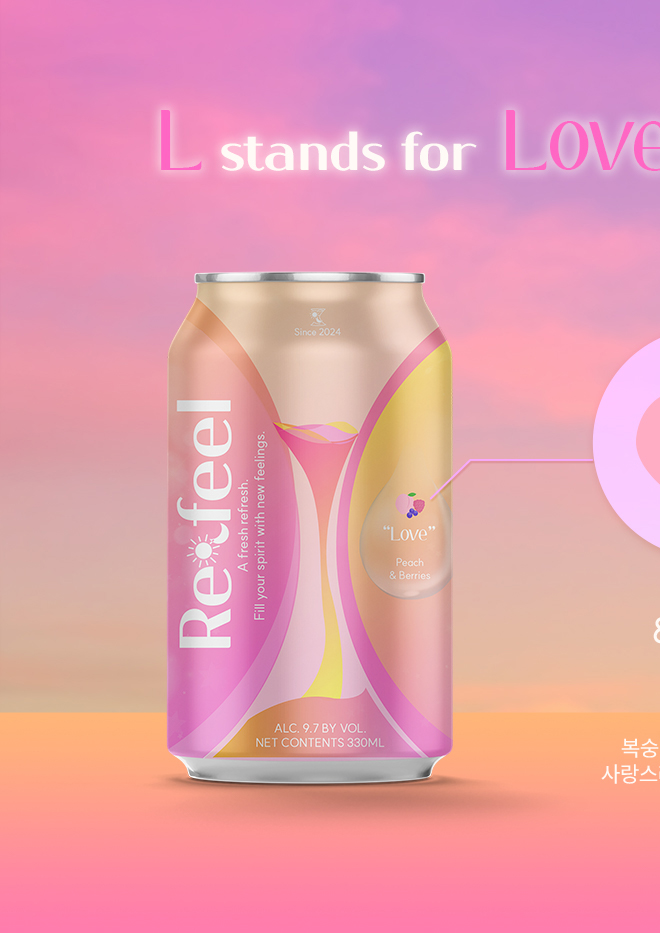 L stands for Love
Since 2024
Re:feel
A fresh refresh.
Fill your spirit with new feelings.
"Love"
Peach
& Berries
ALC. 9.7 BY VOL.
NET CONTENTS 330ML
&
복숭
사랑스